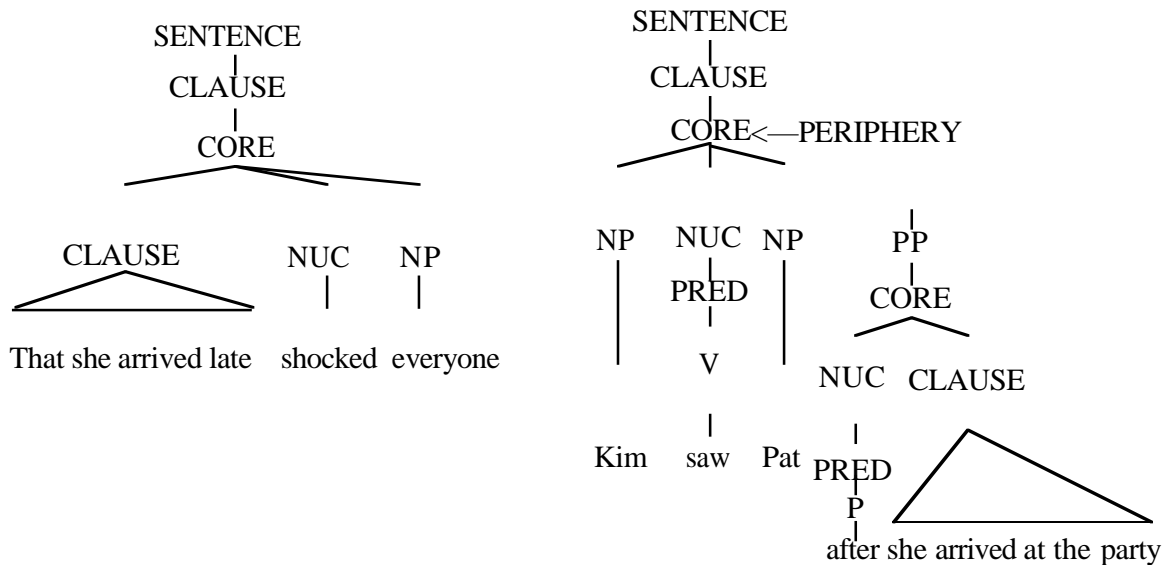 SENTENCE
CLAUSE
CORE
CLAUSE NUC NP
That she arrived late shocked everyone
SENTENCE
CLAUSE
CORE<—PERIPHERY
NP NUC NP PP
PRED CORE
V
NUC CLAUSE
Kim saw Pat
PRED
P
after she arrived at the party